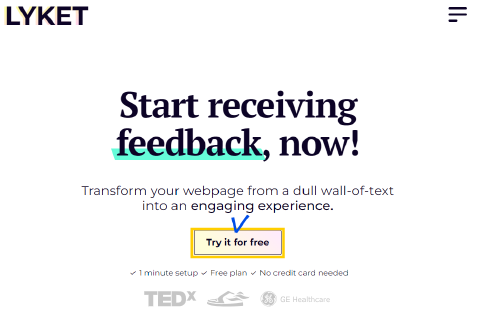 LYKET
Start receiving
feedback, now!
Transform your webpage from a dull wall-of-text
into an engaging experience.
Try it for free
✓ 1 minute setup ✓ Free plan ✓ No credit card needed
TEDx GE Healthcare